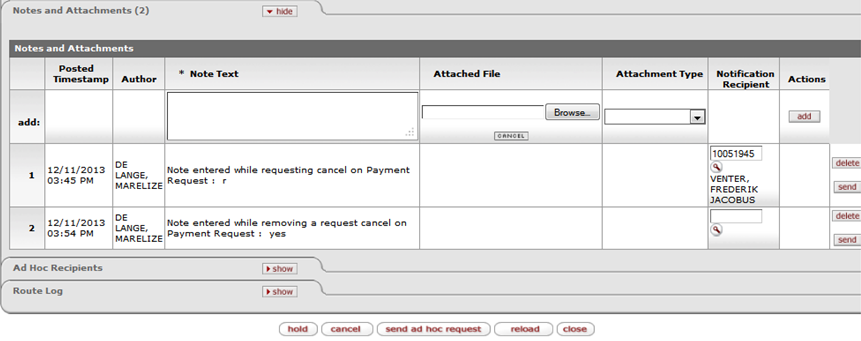 Notes and Attachments (2)
hide
Notes and Attachments
Posted Timestamp
Author
* Note Text
Attached File
Attachment Type
Notification Recipient
Actions
add:
Browse...
CANCEL
add
1
12/11/2013
03:45 PM
DE
LANGE,
MARELIZE
Note entered while requesting cancel on Payment
Request : r
10051945
VENTER,
FREDERIK
JACOBUS
delete
send
2
12/11/2013
03:54 PM
DE
LANGE,
MARELIZE
Note entered while removing a request cancel on
Payment Request : yes
delete
send
Ad Hoc Recipients
show
Route Log
show
hold
cancel
send ad hoc request
reload
close